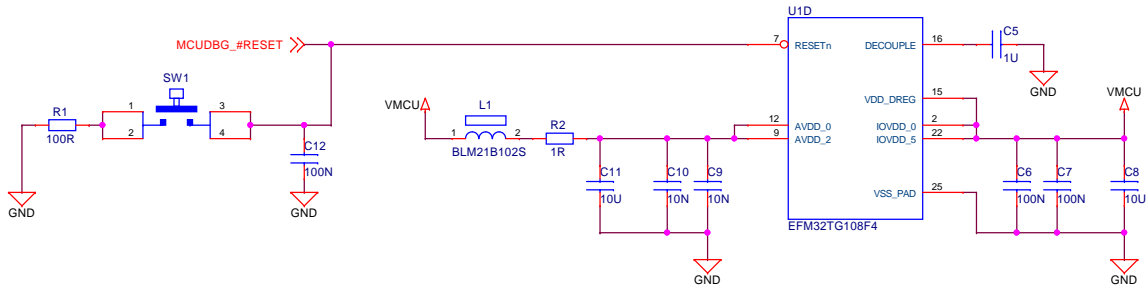 U1D
MCUDBG_#RESET
7
RESETn
DECOUPLE
16
C5
1U
GND
SW1
R1
100R
1
2
3
4
C12
100N
GND
GND
VMCU
L1
1
2
BLM21B102S
R2
1R
12
9
AVDD_0
AVDD_2
C11
10U
C10
10N
C9
10N
GND
VDD_DREG
15
IOVDD_0
2
IOVDD_5
22
VSS_PAD
25
EFM32TG108F4
VMCU
C6
100N
C7
100N
C8
10U
GND